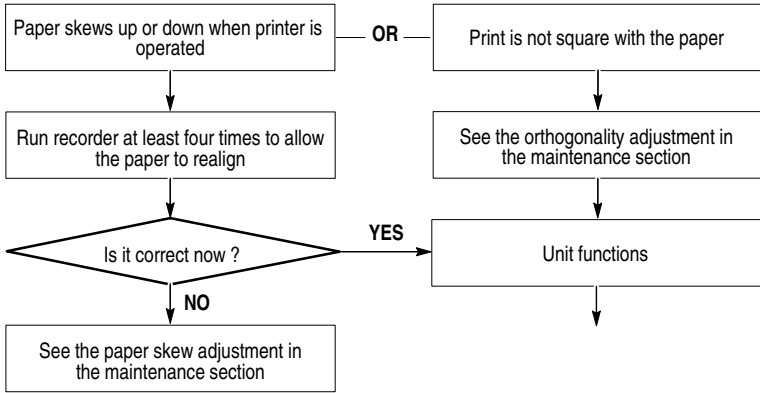 Paper skews up or down when printer is
operated
OR
Print is not square with the paper
Run recorder at least four times to allow
the paper to realign
See the orthogonality adjustment in
the maintenance section
Is it correct now ?
YES
Unit functions
NO
See the paper skew adjustment in
the maintenance section